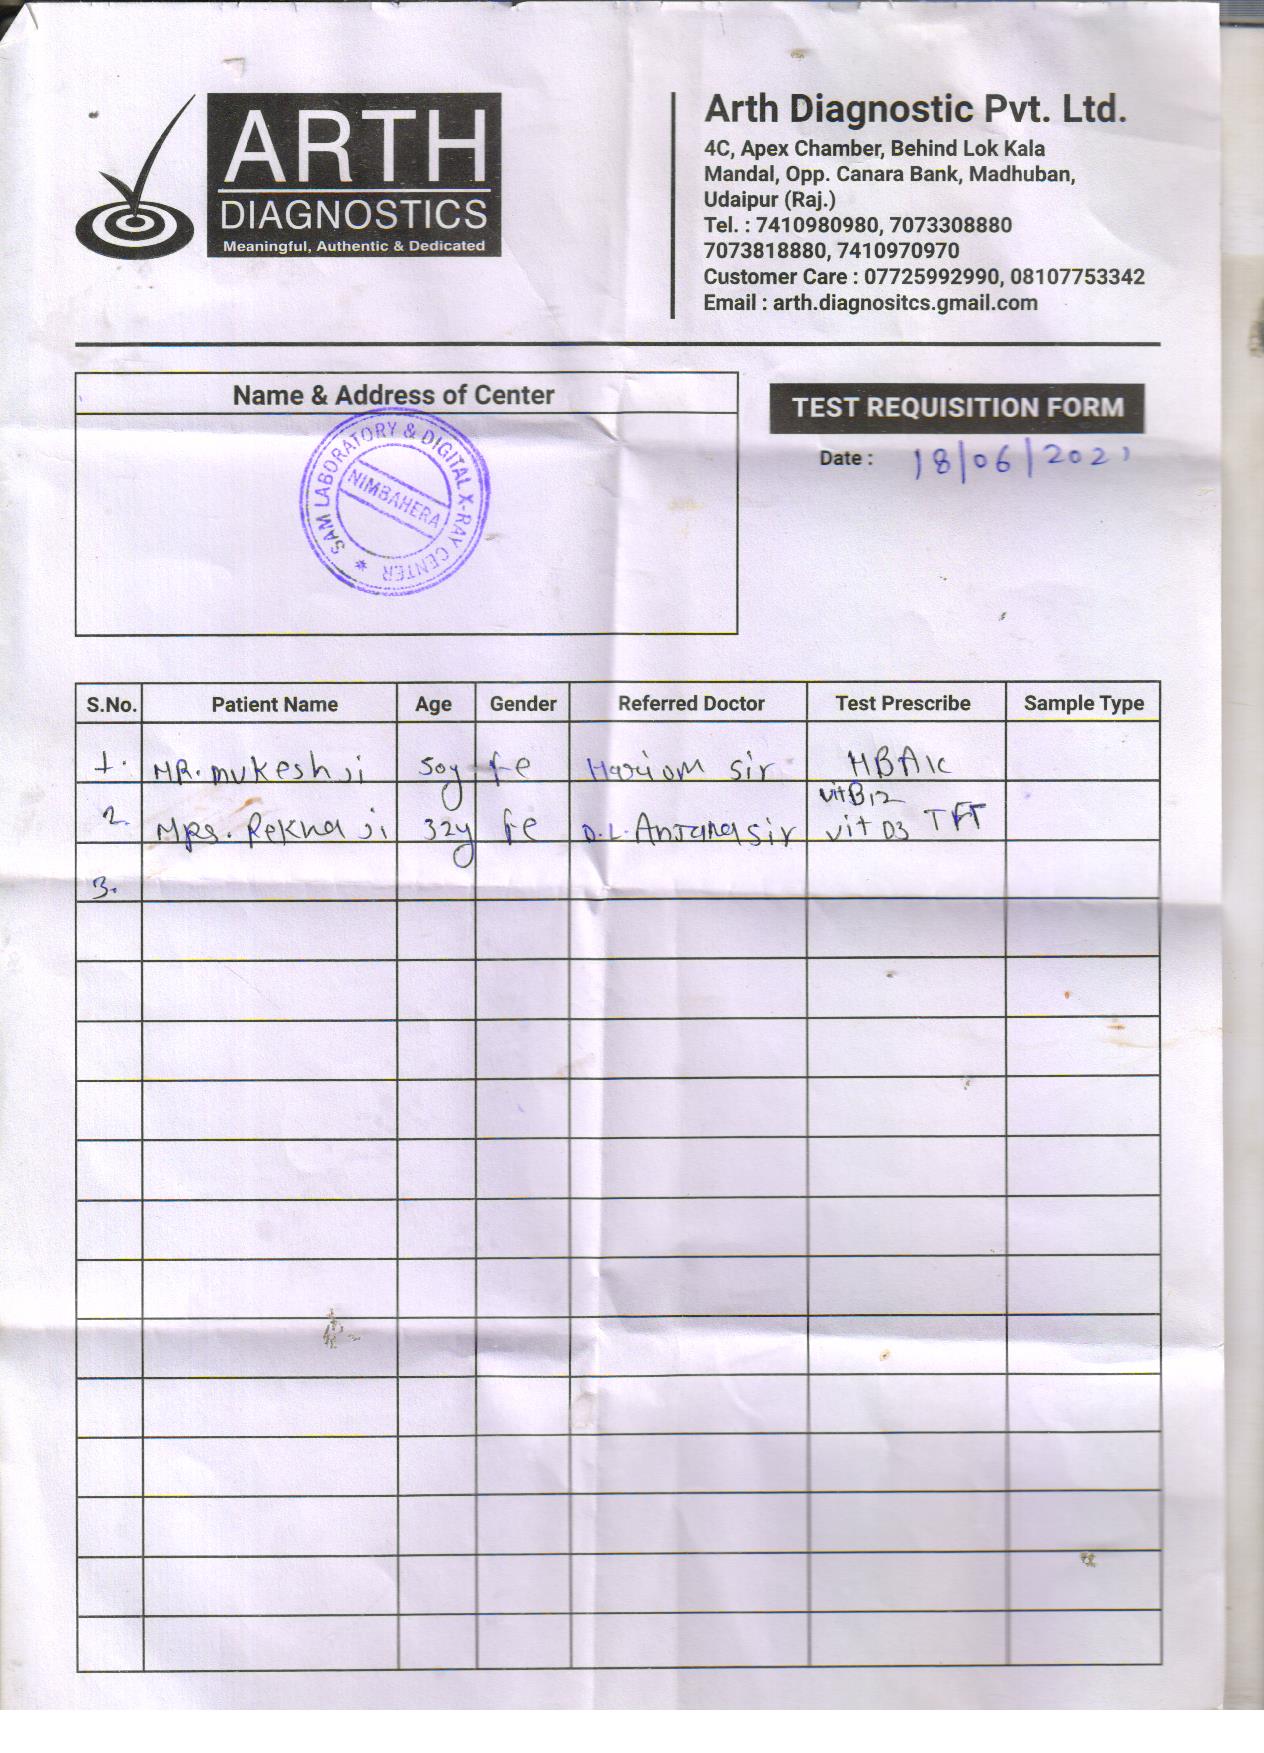 ARTH
DIAGNOSTICS
Meaningful, Authentic & Dedicated
Arth Diagnostic Pvt. Ltd.
4C, Apex Chamber, Behind Lok Kala
Mandal, Opp. Canara Bank, Madhuban,
Udaipur (Raj.)
Tel. : 7410980980, 7073308880
7073818880, 7410970970
Customer Care : 07725992990, 08107753342
Email : arth.diagnositcs.gmail.com
Name & Address of Center
SAM LABORATORY & DIGITAL X-RAY CENTER *
NIMBAHERA
TEST REQUISITION FORM
Date : 18/06/2021
S.No. Patient Name Age Gender Referred Doctor Test Prescribe Sample Type
1. MR. mukesh ji 50y fe Hariom sir HBA1c
2. Mrs. Rekha ji 32y fe D.L. Anjana sir vit B12
vit D3 TFT
3.